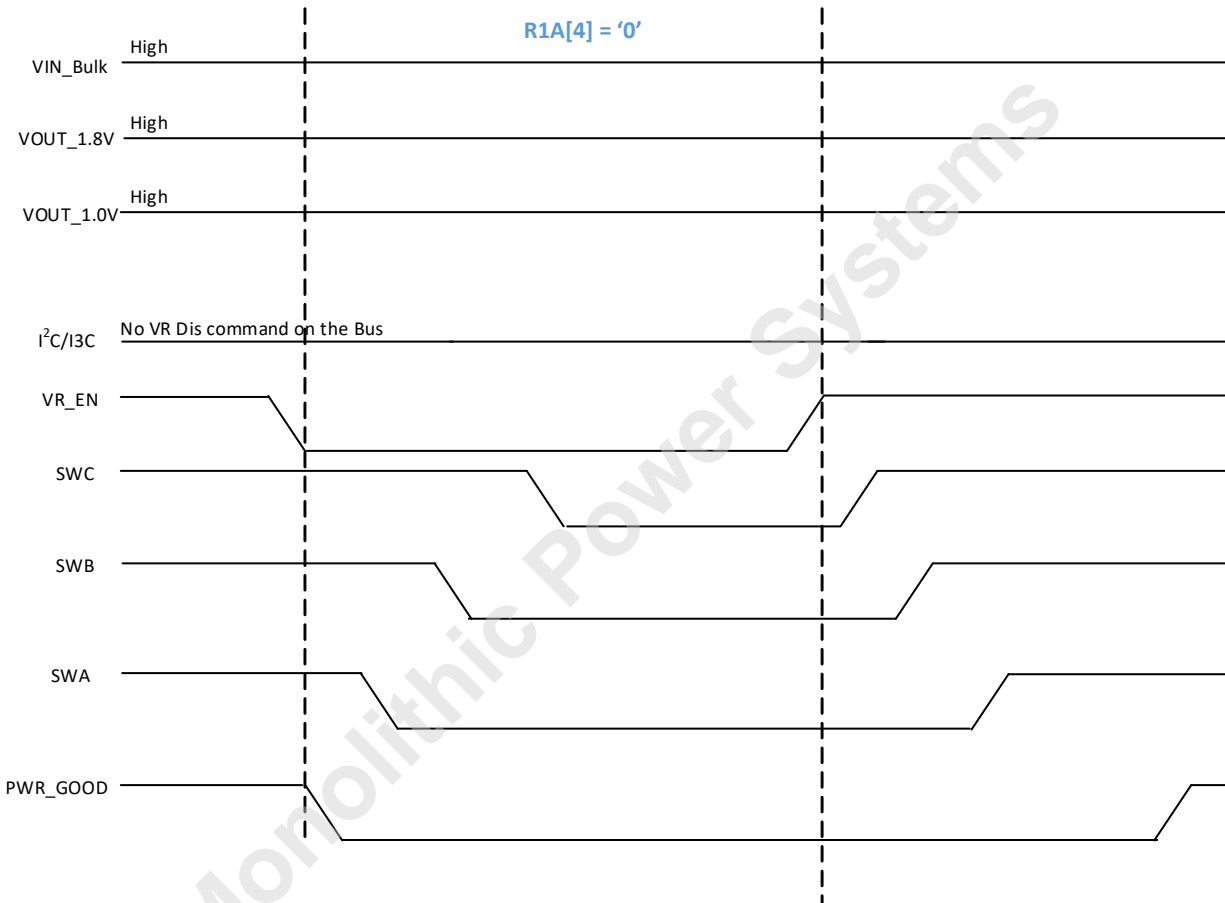 R1A[4] = ‘0’
High
VIN_Bulk
High
VOUT_1.8V
High
VOUT_1.0V
No VR Dis command on the Bus
I²C/I3C
VR_EN
SWC
SWB
SWA
PWR_GOOD
Monolithic Power Systems